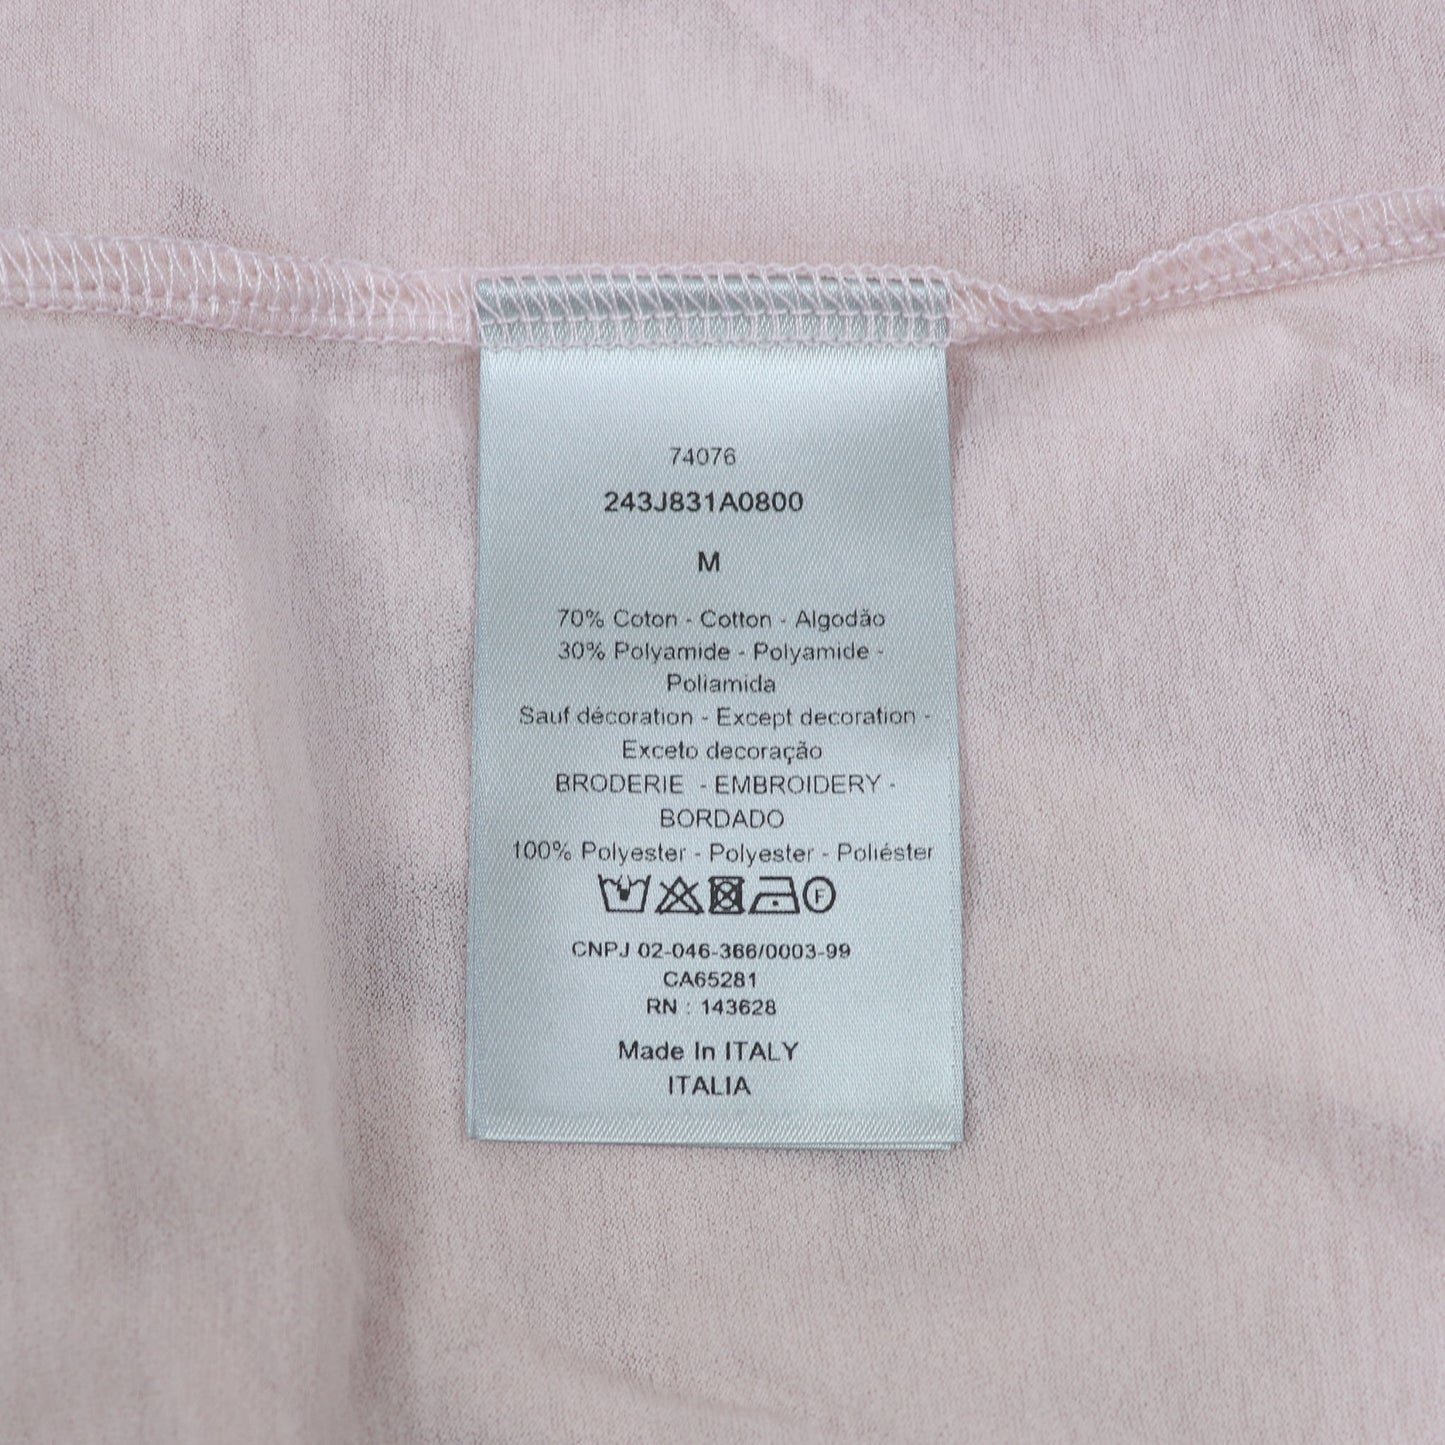 74076
243J831A0800
M
70% Coton - Cotton - Algodão
30% Polyamide - Polyamide -
Poliamida
Sauf décoration - Except decoration -
Exceto decoração
BRODERIE - EMBROIDERY -
BORDADO
100% Polyester - Polyester - Poliéster
F
CNPJ 02-046-366/0003-99
CA65281
RN : 143628
Made In ITALY
ITALIA